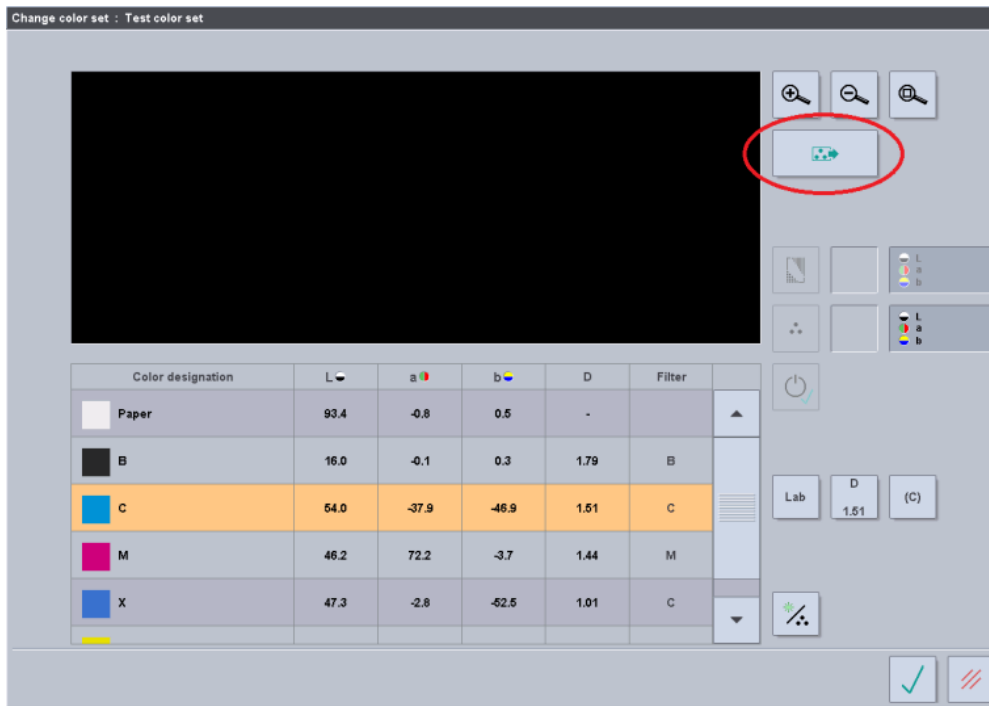 Change color set : Test color set
L
a
b
L
a
b
Color designation L a b D Filter
Paper 93.4 -0.8 0.5 -
B 16.0 -0.1 0.3 1.79 B
C 54.0 -37.9 -46.9 1.51 C
Lab D 1.51 (C)
M 46.2 72.2 -3.7 1.44 M
X 47.3 -2.8 -52.5 1.01 C